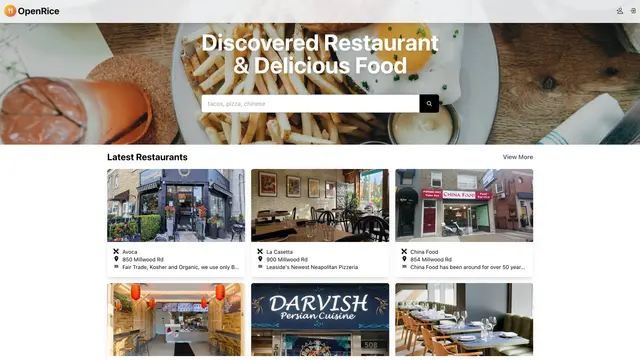 OpenRice
Discovered Restaurant
& Delicious Food
tacos, pizza, chinese
Latest Restaurants
View More
Avoca
850 Millwood Rd
Fair Trade, Kosher and Organic, we use only B...
La Casetta
900 Millwood Rd
Leaside's Newest Neapolitan Pizzeria
CHINA FOOD
China Food
854 Millwood Rd
China Food has been around for over 50 year...
DARVISH
Persian Cuisine
508